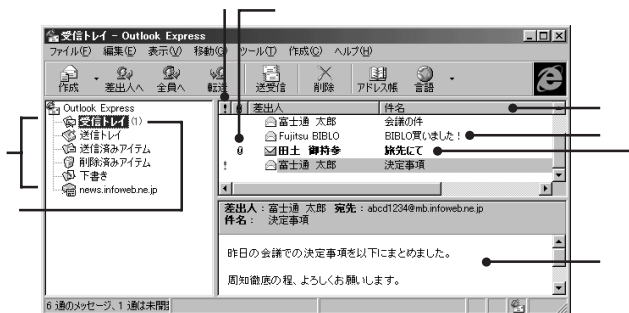 受信トレイ - Outlook Express
ファイル(F) 編集(E) 表示(V) 移動(G) ツール(T) 作成(C) ヘルプ(H)
作成 差出人へ 全員へ 転送 送受信 削除 アドレス帳 言語
Outlook Express
受信トレイ (1)
送信トレイ
送信済みアイテム
削除済みアイテム
下書き
news.infoweb.ne.jp
! 差出人 件名
富士通 太郎 会議の件
Fujitsu BIBLO BIBLO買いました!
田土 御持参 旅先にて
! 富士通 太郎 決定事項
差出人: 富士通 太郎 宛先: abcd1234@mb.infoweb.ne.jp
件名: 決定事項
昨日の会議での決定事項を以下にまとめました。
周知徹底の程、よろしくお願いします。
6 通のメッセージ、1 通は未開